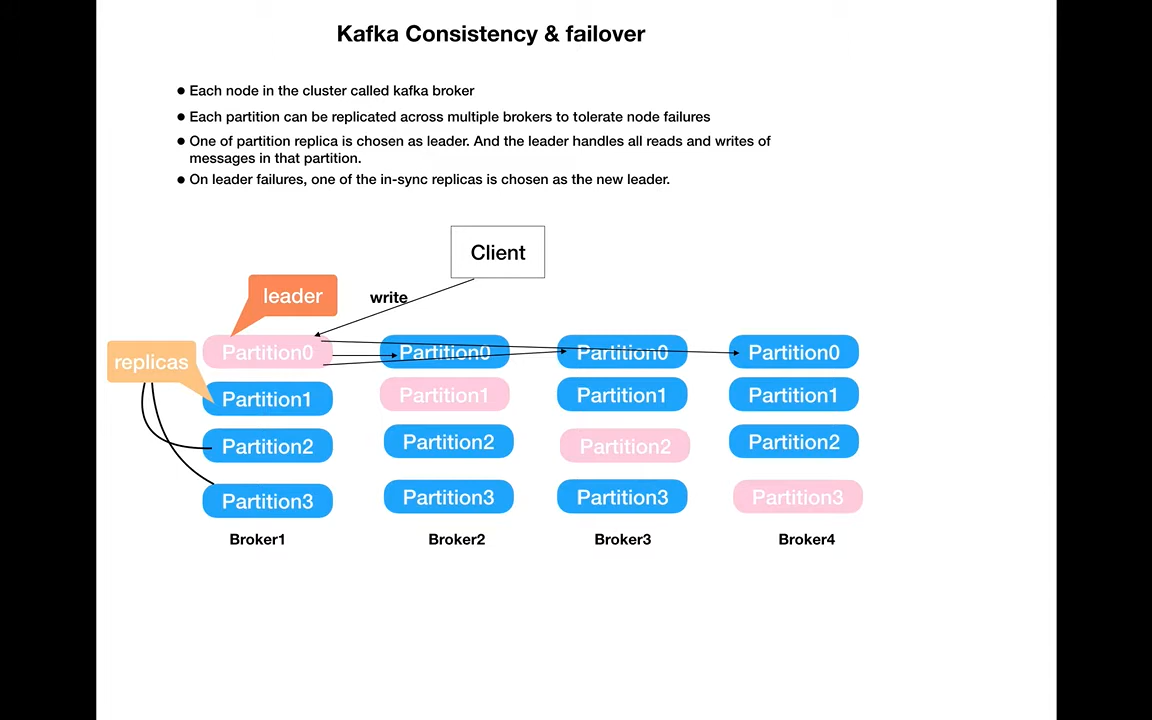 Kafka Consistency & failover
● Each node in the cluster called kafka broker
● Each partition can be replicated across multiple brokers to tolerate node failures
● One of partition replica is chosen as leader. And the leader handles all reads and writes of
messages in that partition.
● On leader failures, one of the in-sync replicas is chosen as the new leader.
Client
leader
write
replicas
Partition0 Partition0 Partition0 Partition0
Partition1 Partition1 Partition1 Partition1
Partition2 Partition2 Partition2 Partition2
Partition3 Partition3 Partition3 Partition3
Broker1 Broker2 Broker3 Broker4